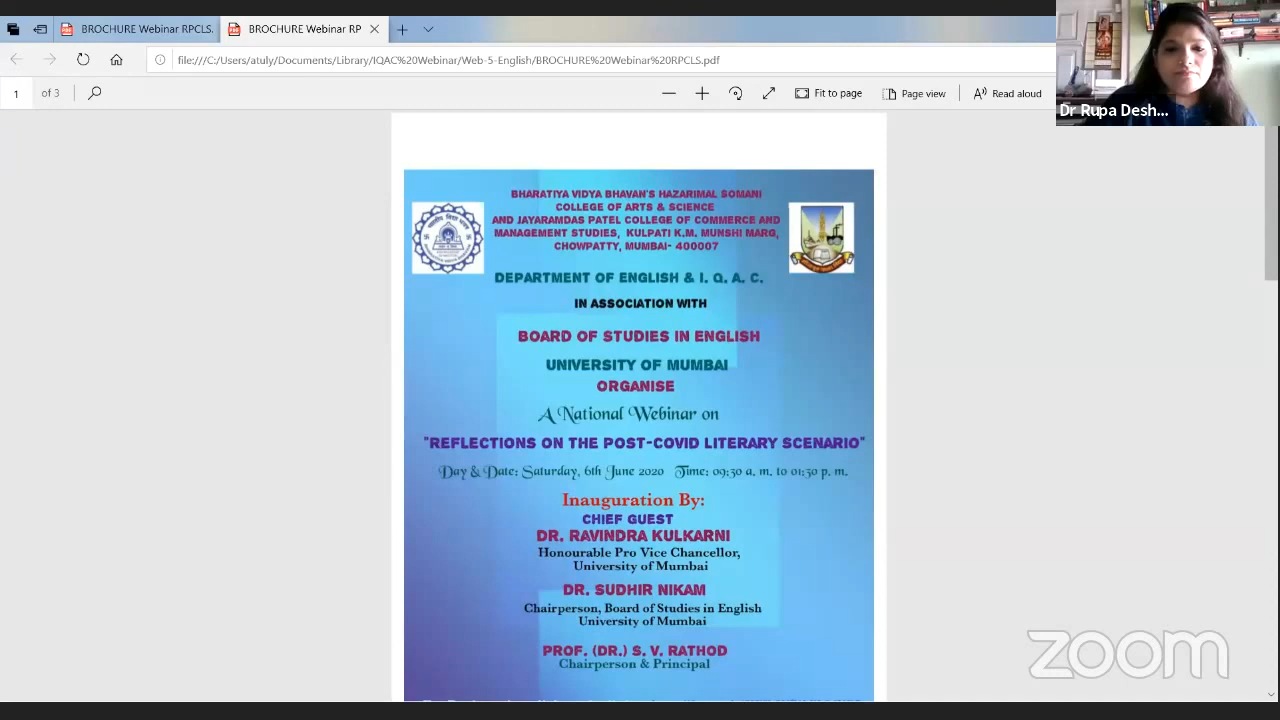 BROCHURE Webinar RPCLS.
BROCHURE Webinar RP
file:///C:/Users/atuly/Documents/Library/IQAC%20Webinar/Web-5-English/BROCHURE%20Webinar%20RPCLS.pdf
1 of 3
Fit to page
Page view
Read aloud
Dr Rupa Desh...
BHARATIYA VIDYA BHAVAN'S HAZARIMAL SOMANI
COLLEGE OF ARTS & SCIENCE
AND JAYARAMDAS PATEL COLLEGE OF COMMERCE AND
MANAGEMENT STUDIES, KULPATI K.M. MUNSHI MARG,
CHOWPATTY, MUMBAI- 400007
DEPARTMENT OF ENGLISH & I. Q. A. C.
IN ASSOCIATION WITH
BOARD OF STUDIES IN ENGLISH
UNIVERSITY OF MUMBAI
ORGANISE
A National Webinar on
"REFLECTIONS ON THE POST-COVID LITERARY SCENARIO"
Day & Date: Saturday, 6th June 2020 Time: 09:30 a. m. to 01:30 p. m.
Inauguration By:
CHIEF GUEST
DR. RAVINDRA KULKARNI
Honourable Pro Vice Chancellor,
University of Mumbai
DR. SUDHIR NIKAM
Chairperson, Board of Studies in English
University of Mumbai
PROF. (DR.) S. V. RATHOD
Chairperson & Principal
zoom